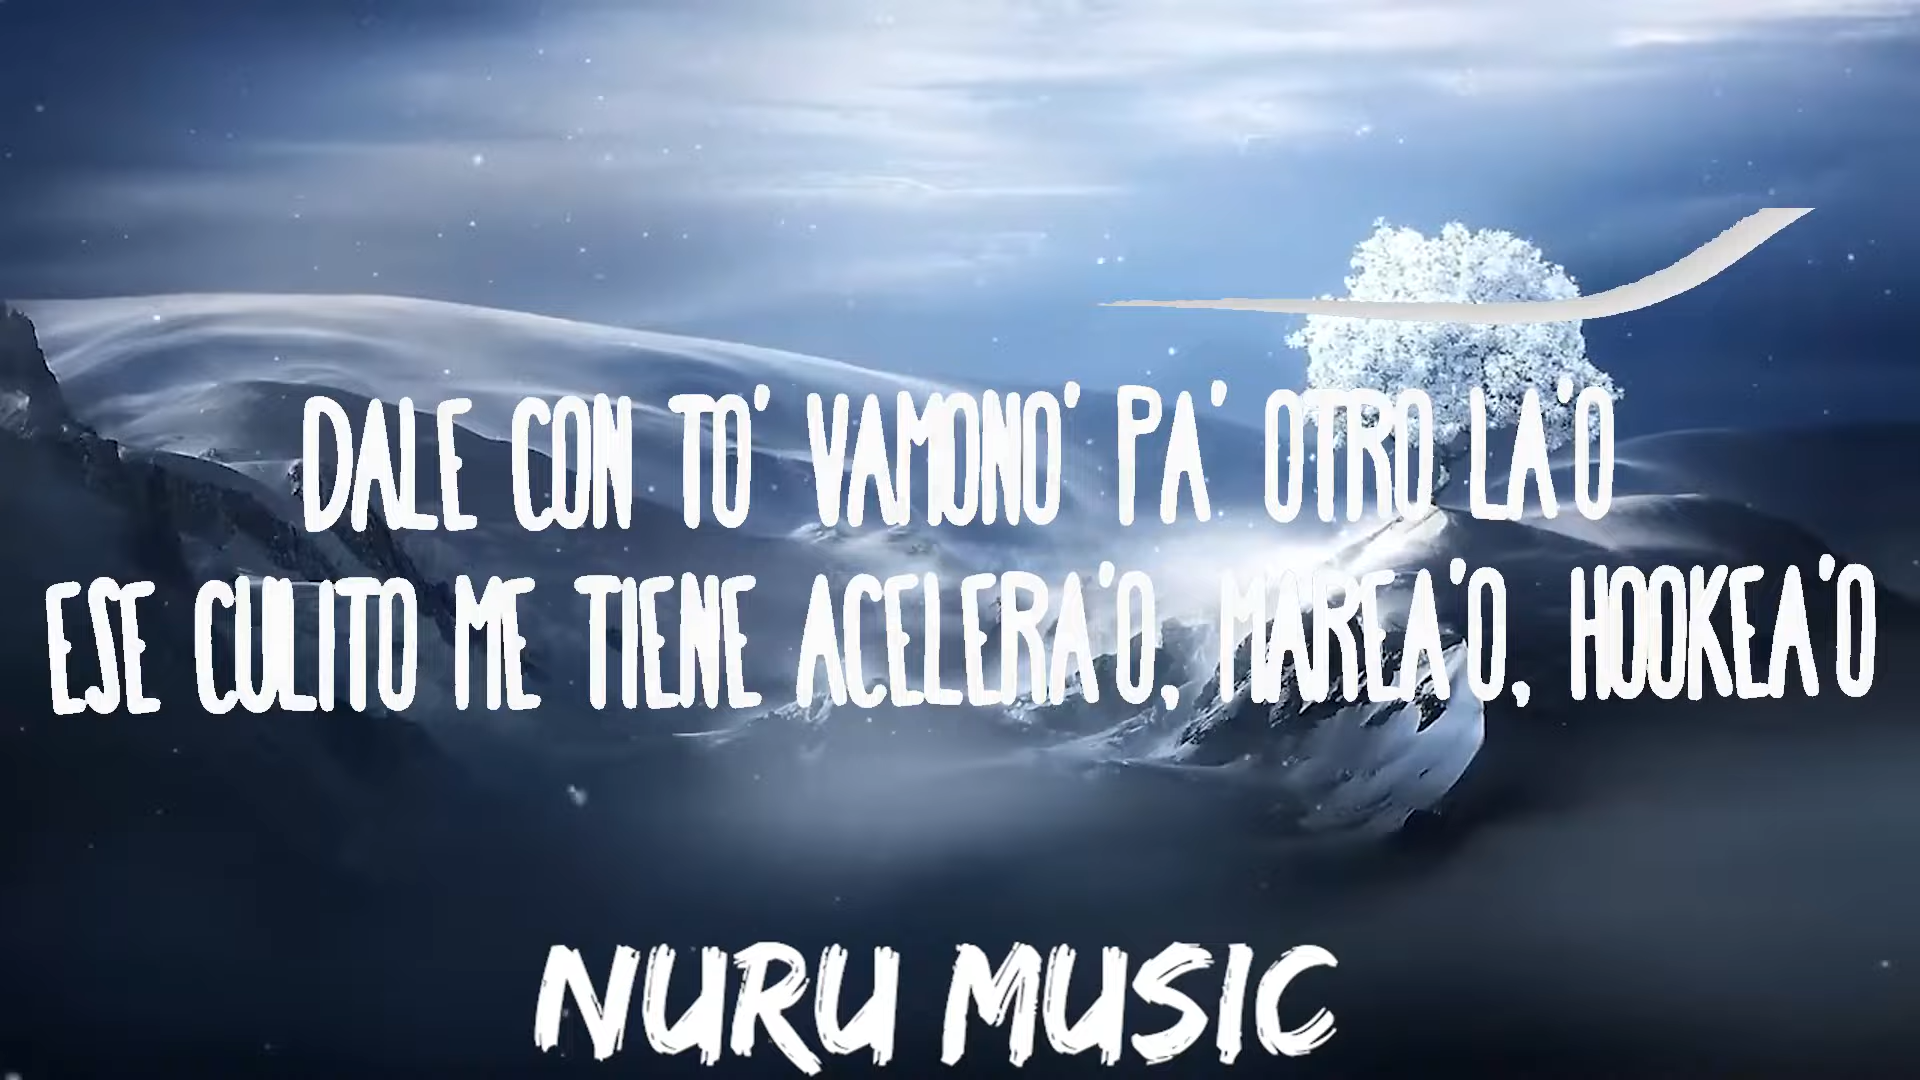 DALE CON TO' VAMONO' PA' OTRO LA'O
ESE CULITO ME TIENE ACELERA'O, MAREA'O, HOOKEA'O
NURU MUSIC